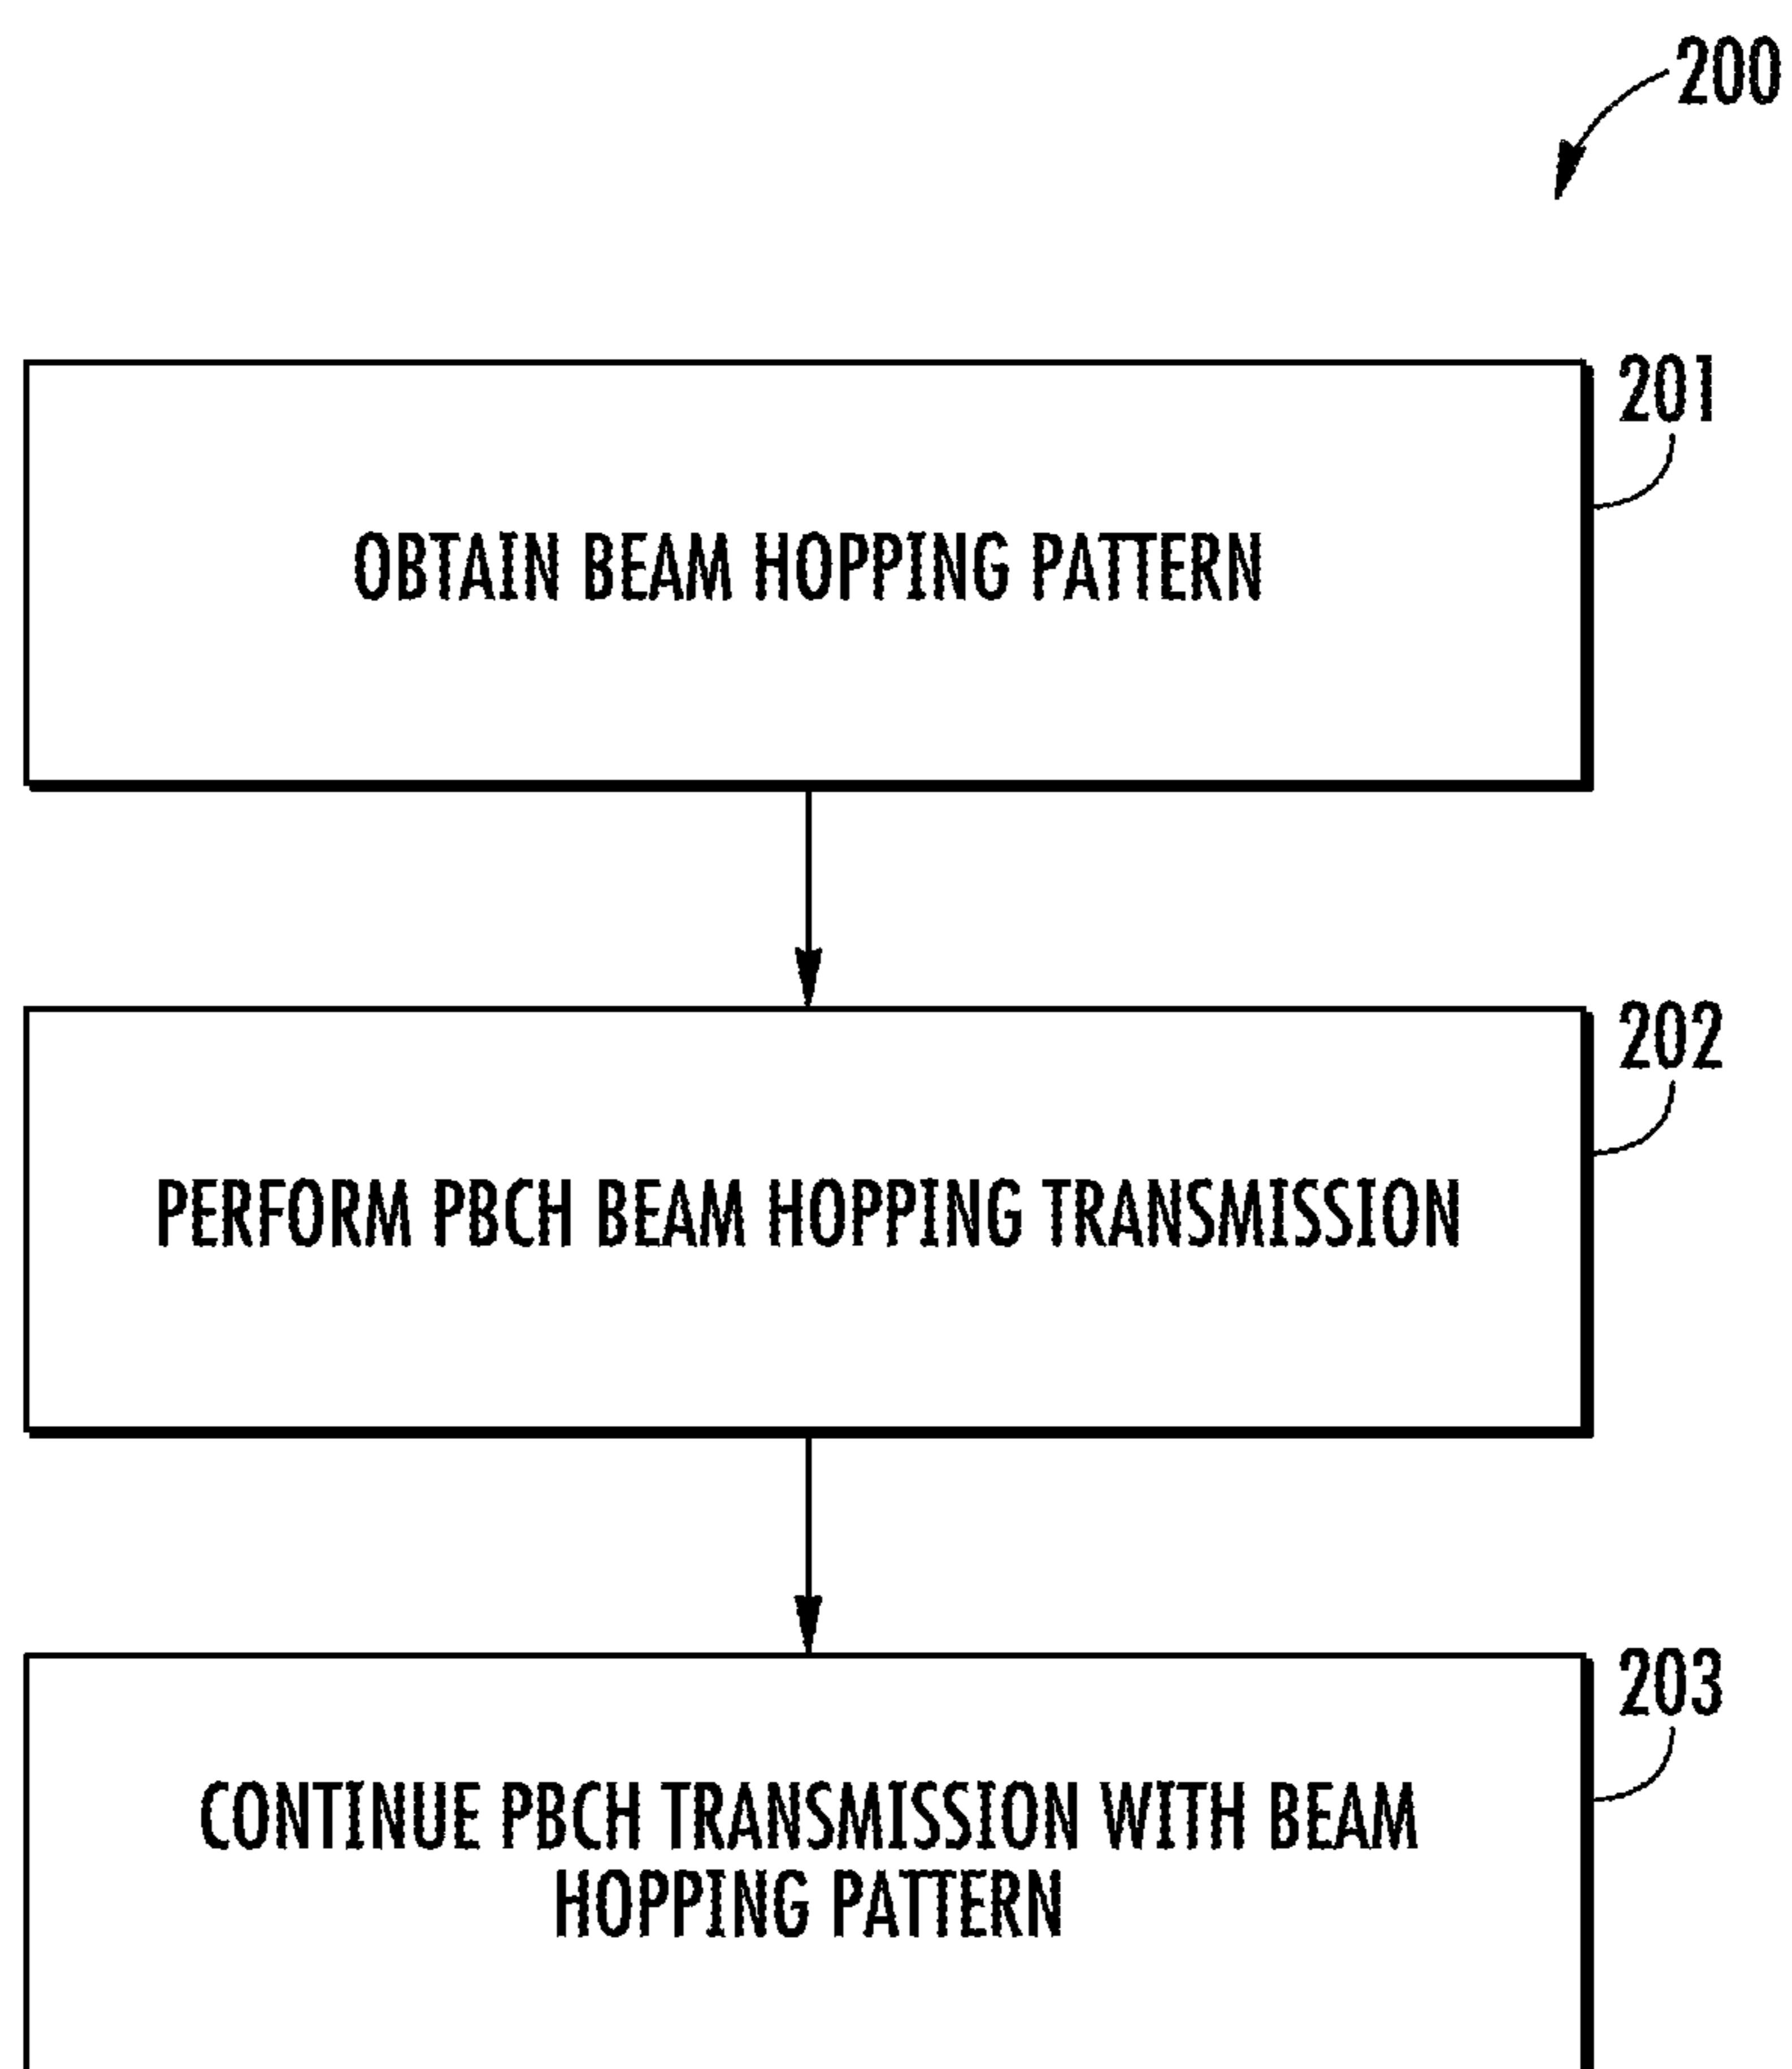 200
201
OBTAIN BEAM HOPPING PATTERN
202
PERFORM PBCH BEAM HOPPING TRANSMISSION
203
CONTINUE PBCH TRANSMISSION WITH BEAM
HOPPING PATTERN